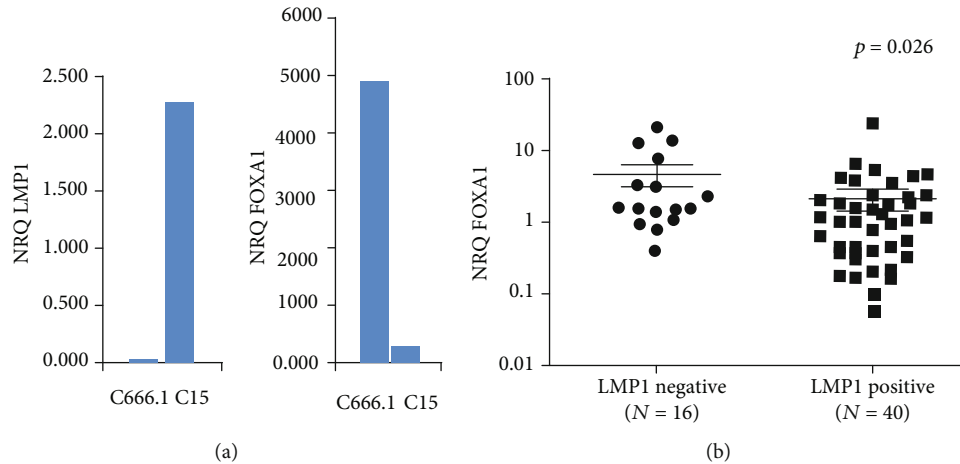 NRQ LMP1
2.500
2.000
1.500
1.000
0.500
0.000
C666.1 C15
NRQ FOXA1
6000
5000
4000
3000
2000
1000
0.000
C666.1 C15
(a)
p = 0.026
NRQ FOXA1
100
10
1
0.1
0.01
LMP1 negative
(N = 16)
LMP1 positive
(N = 40)
(b)